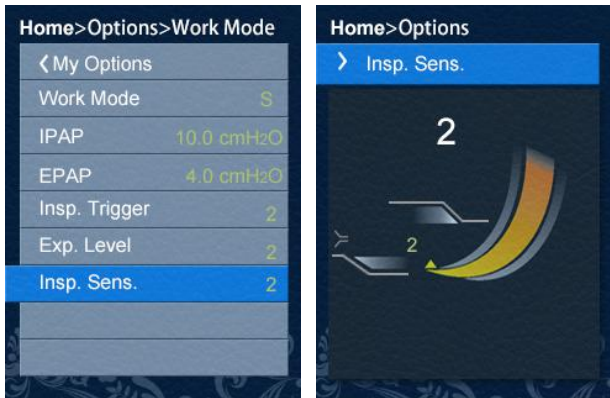 Home>Options>Work Mode
My Options
Work Mode S
IPAP 10.0 cmH2O
EPAP 4.0 cmH2O
Insp. Trigger 2
Exp. Level 2
Insp. Sens. 2
Home>Options
Insp. Sens.
2
2